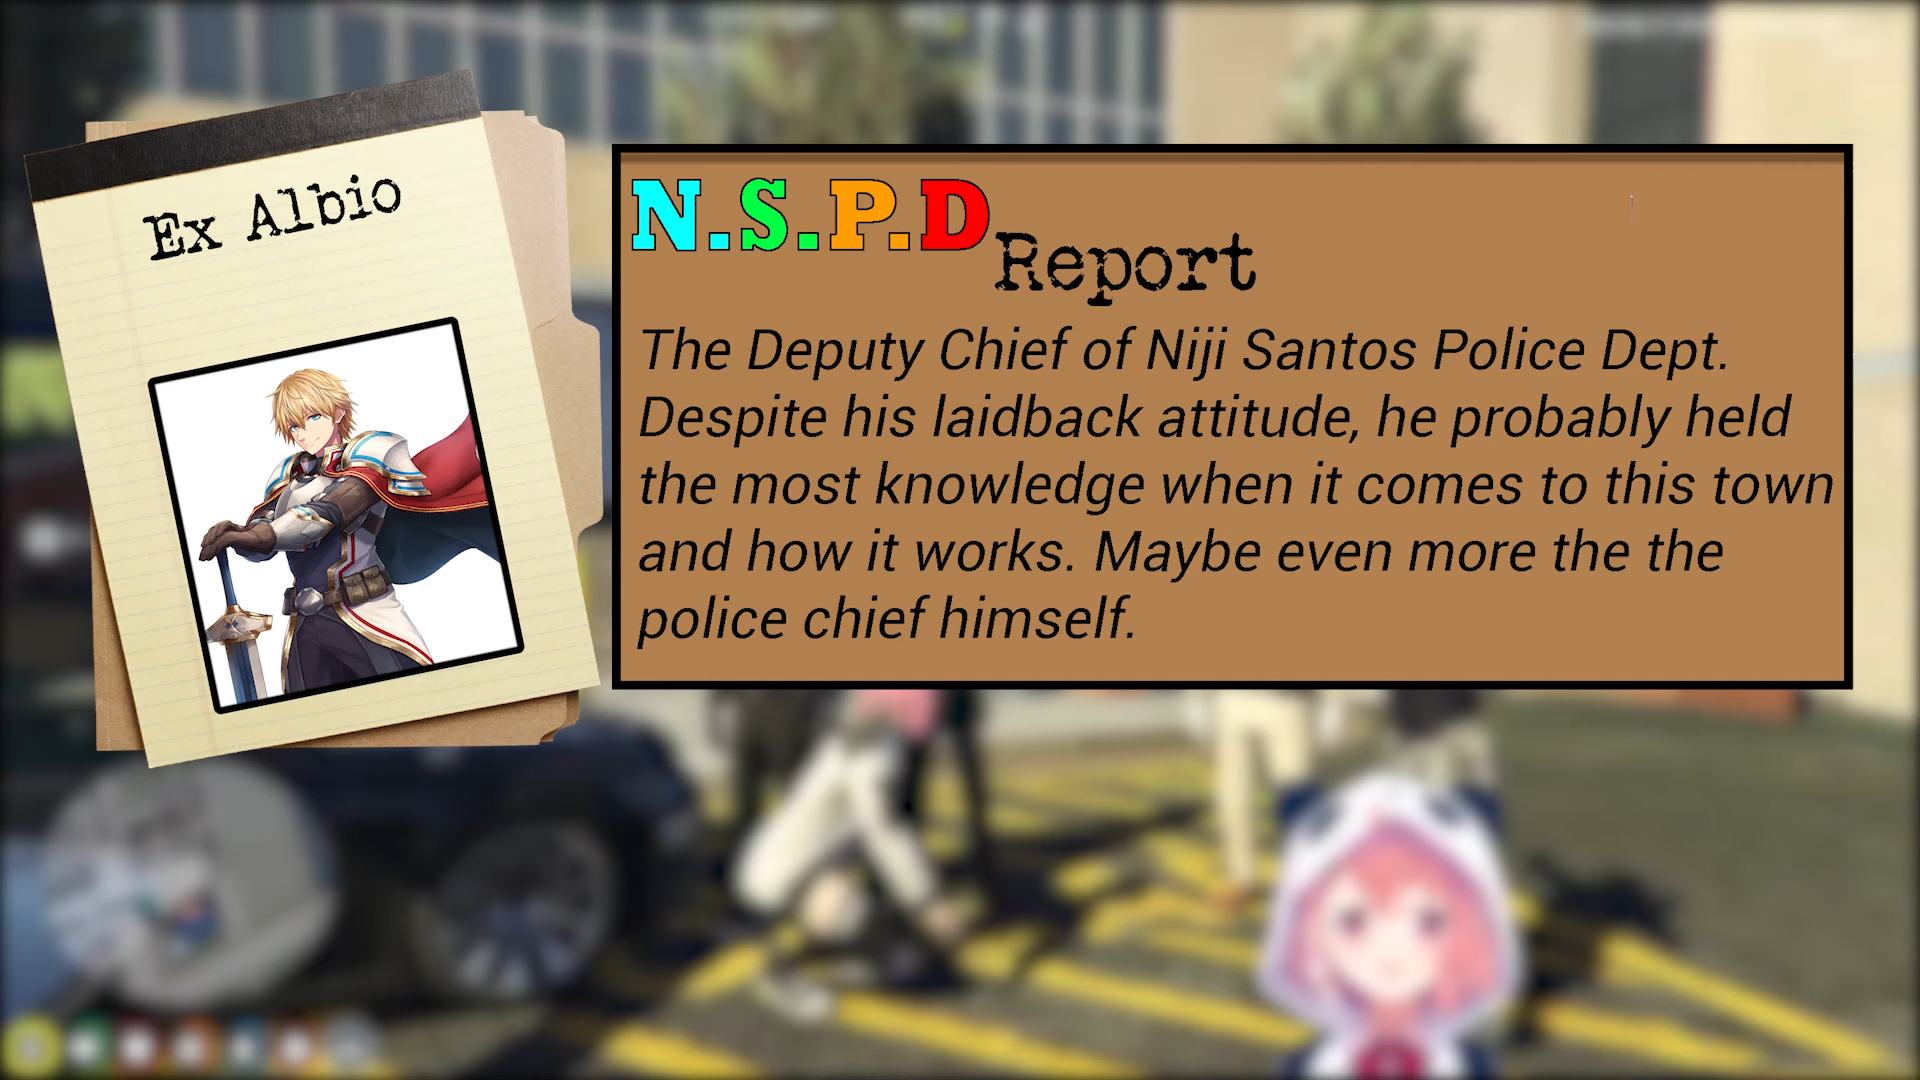 Ex Albio
N.S.P.D
Report
The Deputy Chief of Niji Santos Police Dept.
Despite his laidback attitude, he probably held
the most knowledge when it comes to this town
and how it works. Maybe even more the the
police chief himself.